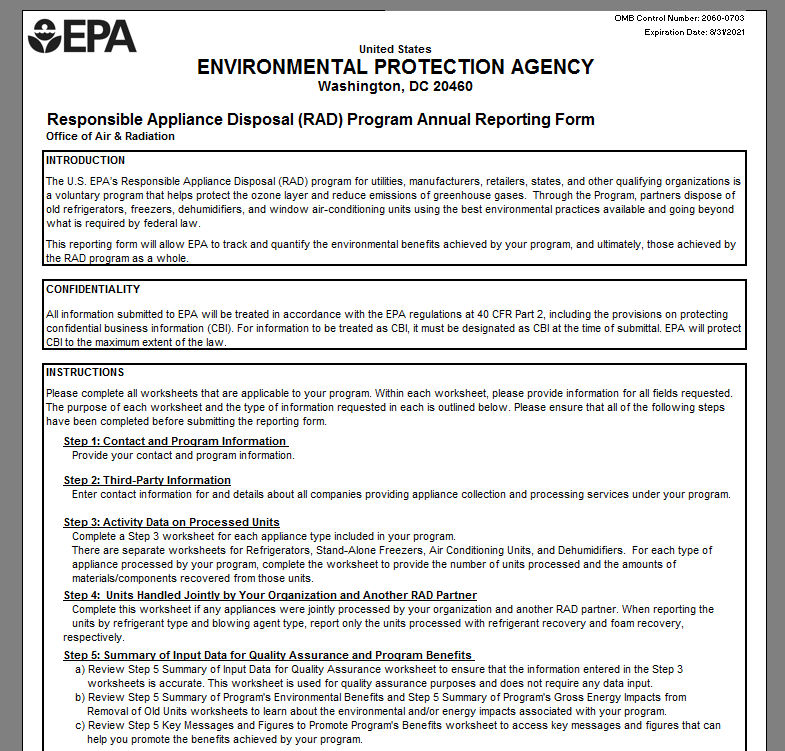 OMB Control Number: 2060-0703
Expiration Date: 8/31/2021
EPA
United States
ENVIRONMENTAL PROTECTION AGENCY
Washington, DC 20460
Responsible Appliance Disposal (RAD) Program Annual Reporting Form
Office of Air & Radiation
INTRODUCTION
The U.S. EPA's Responsible Appliance Disposal (RAD) program for utilities, manufacturers, retailers, states, and other qualifying organizations is
a voluntary program that helps protect the ozone layer and reduce emissions of greenhouse gases. Through the Program, partners dispose of
old refrigerators, freezers, dehumidifiers, and window air-conditioning units using the best environmental practices available and going beyond
what is required by federal law.
This reporting form will allow EPA to track and quantify the environmental benefits achieved by your program, and ultimately, those achieved by
the RAD program as a whole.
CONFIDENTIALITY
All information submitted to EPA will be treated in accordance with the EPA regulations at 40 CFR Part 2, including the provisions on protecting
confidential business information (CBI). For information to be treated as CBI, it must be designated as CBI at the time of submittal. EPA will protect
CBI to the maximum extent of the law.
INSTRUCTIONS
Please complete all worksheets that are applicable to your program. Within each worksheet, please provide information for all fields requested.
The purpose of each worksheet and the type of information requested in each is outlined below. Please ensure that all of the following steps
have been completed before submitting the reporting form.
Step 1: Contact and Program Information
Provide your contact and program information.
Step 2: Third-Party Information
Enter contact information for and details about all companies providing appliance collection and processing services under your program.
Step 3: Activity Data on Processed Units
Complete a Step 3 worksheet for each appliance type included in your program.
There are separate worksheets for Refrigerators, Stand-Alone Freezers, Air Conditioning Units, and Dehumidifiers. For each type of
appliance processed by your program, complete the worksheet to provide the number of units processed and the amounts of
materials/components recovered from those units.
Step 4: Units Handled Jointly by Your Organization and Another RAD Partner
Complete this worksheet if any appliances were jointly processed by your organization and another RAD partner. When reporting the
units by refrigerant type and blowing agent type, report only the units processed with refrigerant recovery and foam recovery,
respectively.
Step 5: Summary of Input Data for Quality Assurance and Program Benefits
a) Review Step 5 Summary of Input Data for Quality Assurance worksheet to ensure that the information entered in the Step 3
worksheets is accurate. This worksheet is used for quality assurance purposes and does not require any data input.
b) Review Step 5 Summary of Program's Environmental Benefits and Step 5 Summary of Program's Gross Energy Impacts from
Removal of Old Units worksheets to learn about the environmental and/or energy impacts associated with your program.
c) Review Step 5 Key Messages and Figures to Promote Program's Benefits worksheet to access key messages and figures that can
help you promote the benefits achieved by your program.